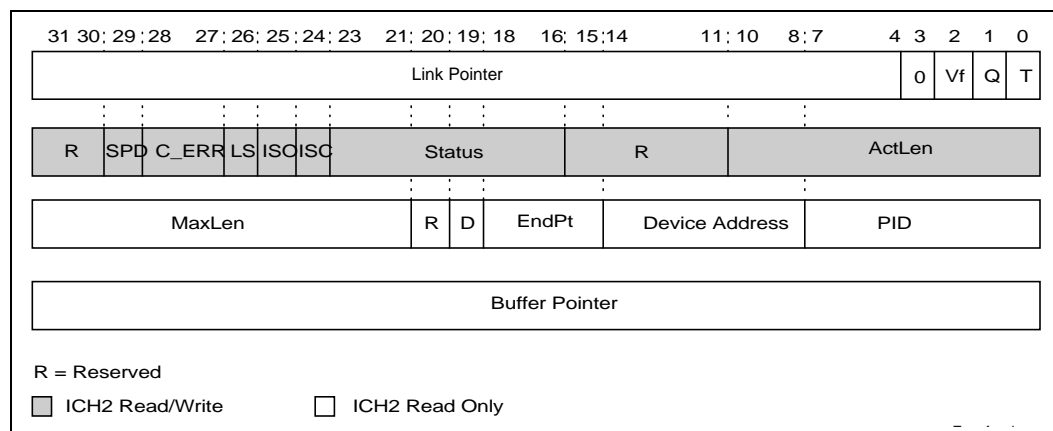 31 30 29 28 27 26 25 24 23 21 20 19 18 16 15 14 11 10 8 7 4 3 2 1 0
Link Pointer 0 Vf Q T
R SPD C_ERR LS ISO ISC Status R ActLen
MaxLen R D EndPt Device Address PID
Buffer Pointer
R = Reserved
ICH2 Read/Write ICH2 Read Only